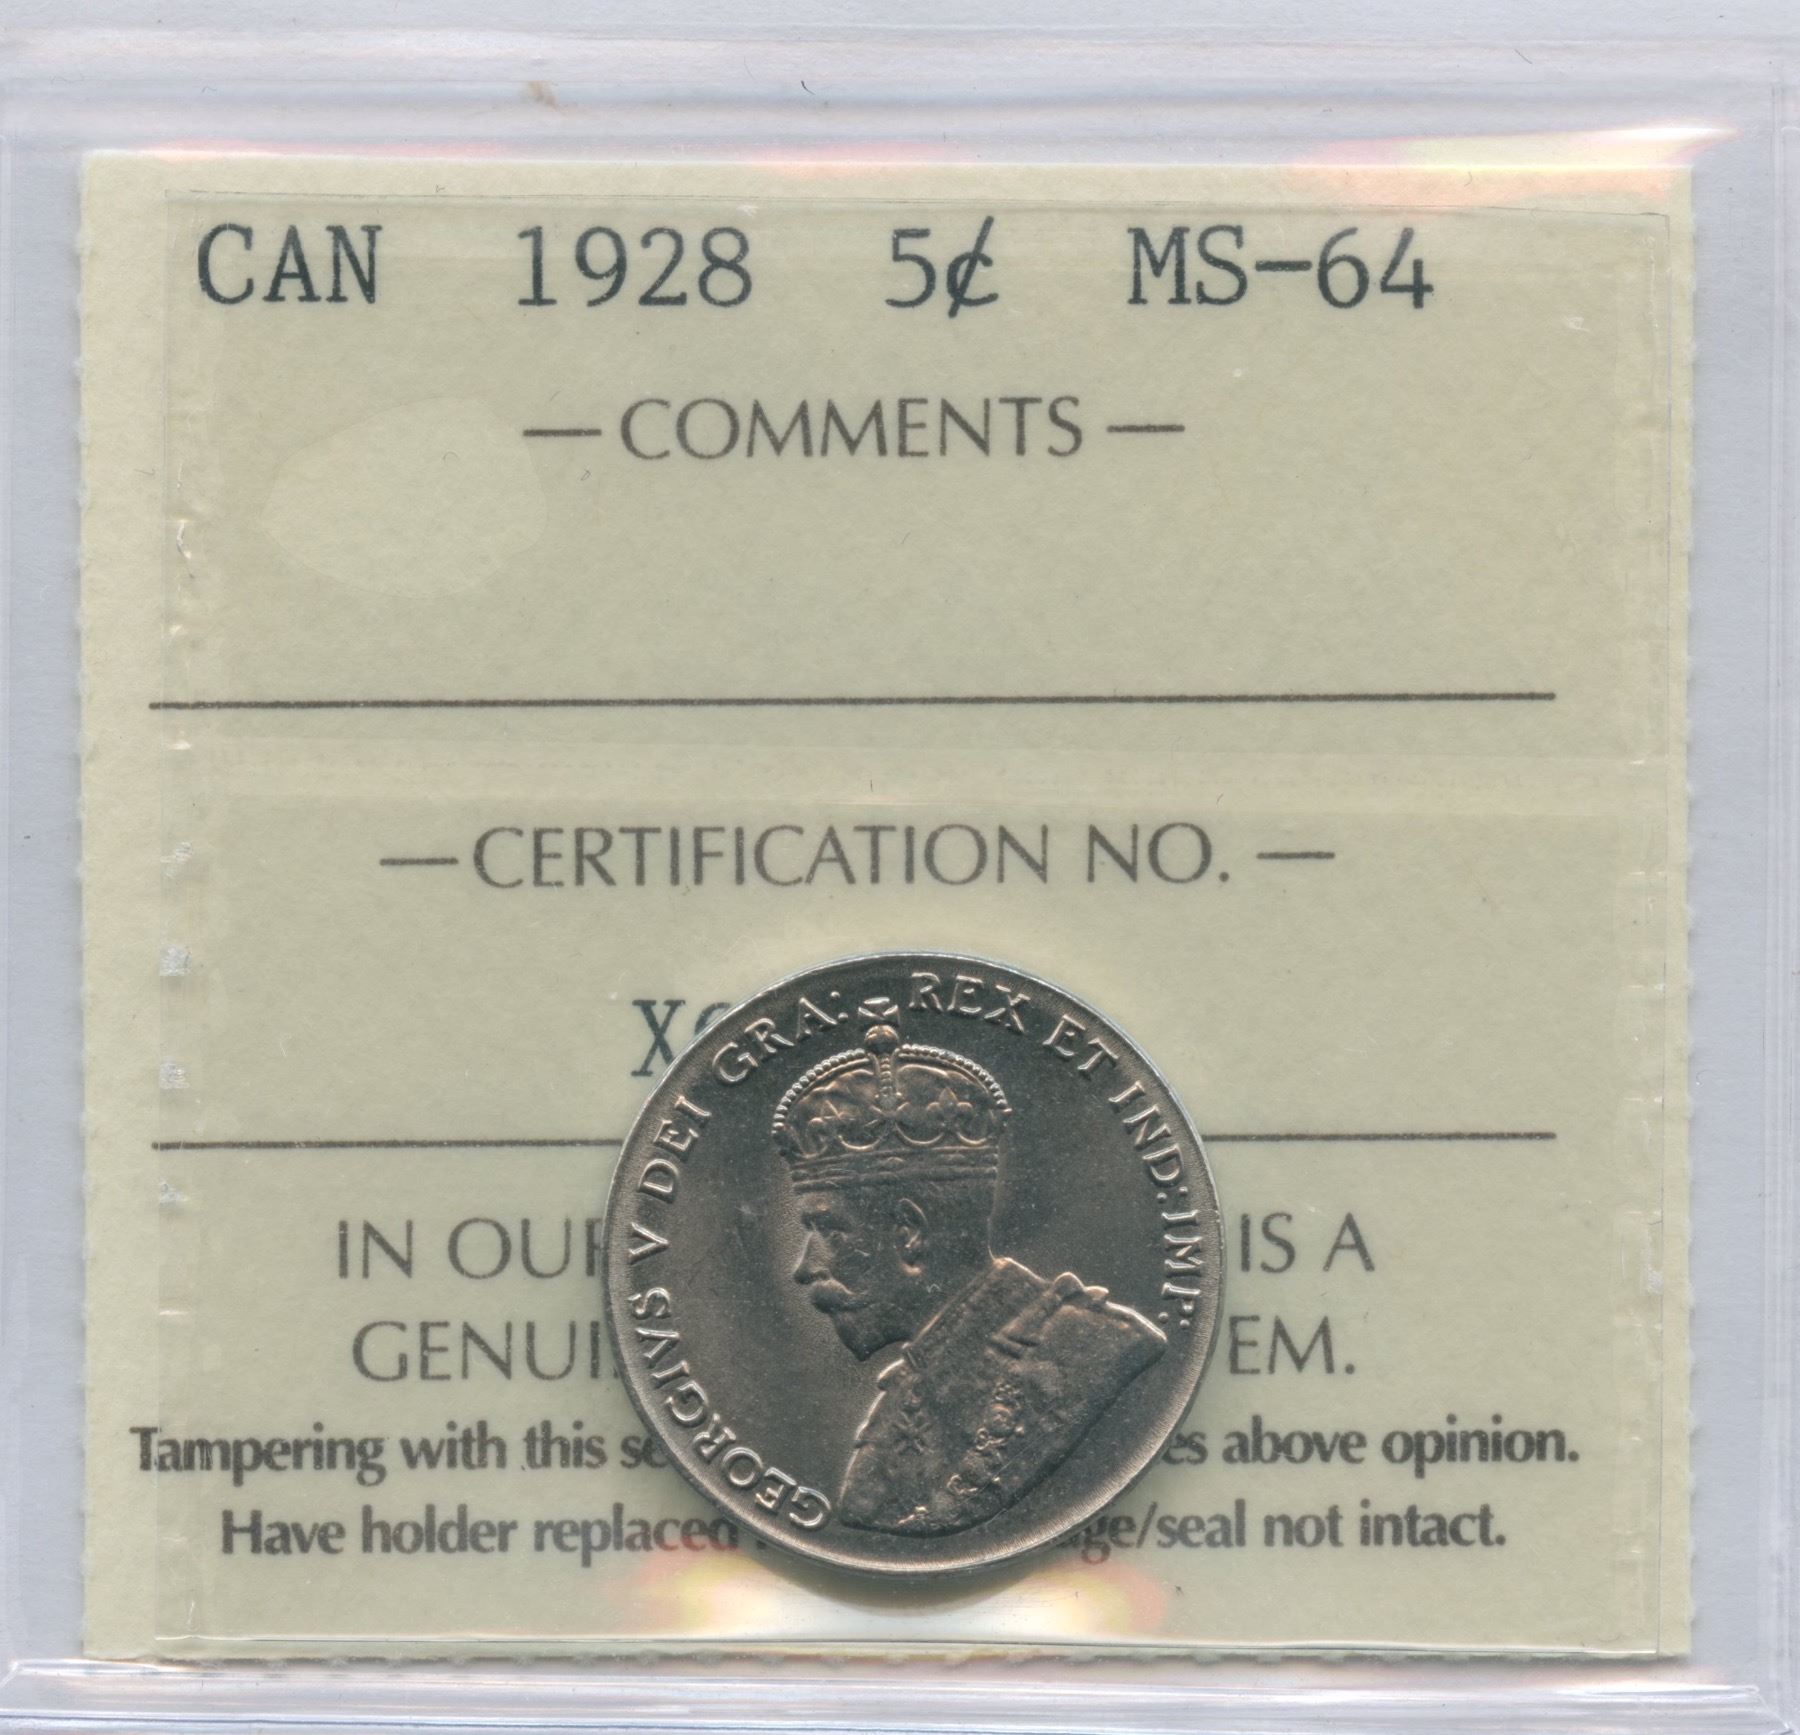 CAN 1928 5¢ MS-64
— COMMENTS —
— CERTIFICATION NO. —
GEORGIVS V DEI GRA: REX ET IND: IMP:
IN OUR IS A
GENUI EM.
Tampering with this se es above opinion.
Have holder replaced ge/seal not intact.